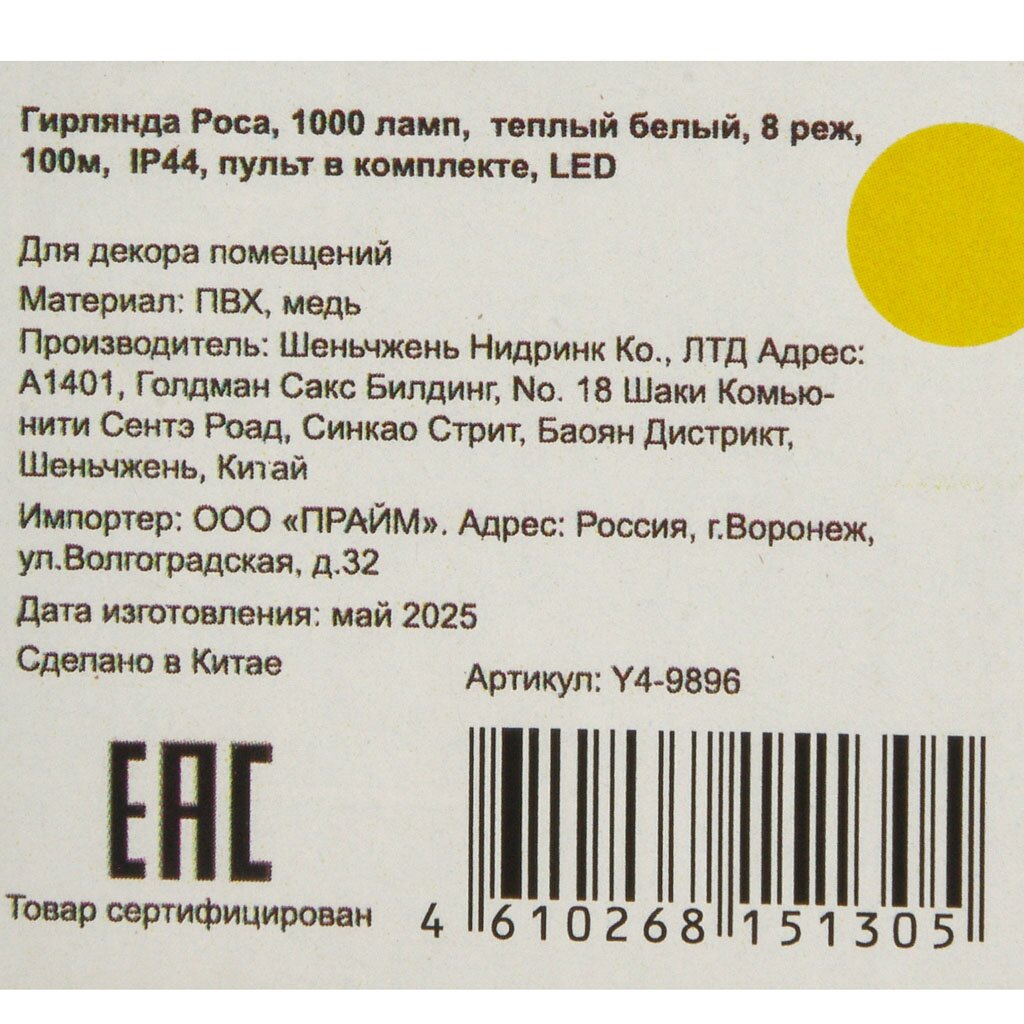 Гирлянда Роса, 1000 ламп, теплый белый, 8 реж,
100м, IP44, пульт в комплекте, LED
Для декора помещений
Материал: ПВХ, медь
Производитель: Шеньчжень Нидринк Ко., ЛТД Адрес:
А1401, Голдман Сакс Билдинг, No. 18 Шаки Комью-
нити Сентэ Роад, Синкао Стрит, Баоян Дистрикт,
Шеньчжень, Китай
Импортер: ООО «ПРАЙМ». Адрес: Россия, г.Воронеж,
ул.Волгоградская, д.32
Дата изготовления: май 2025
Сделано в Китае
Артикул: Y4-9896
EAC
Товар сертифицирован
4 610268 151305